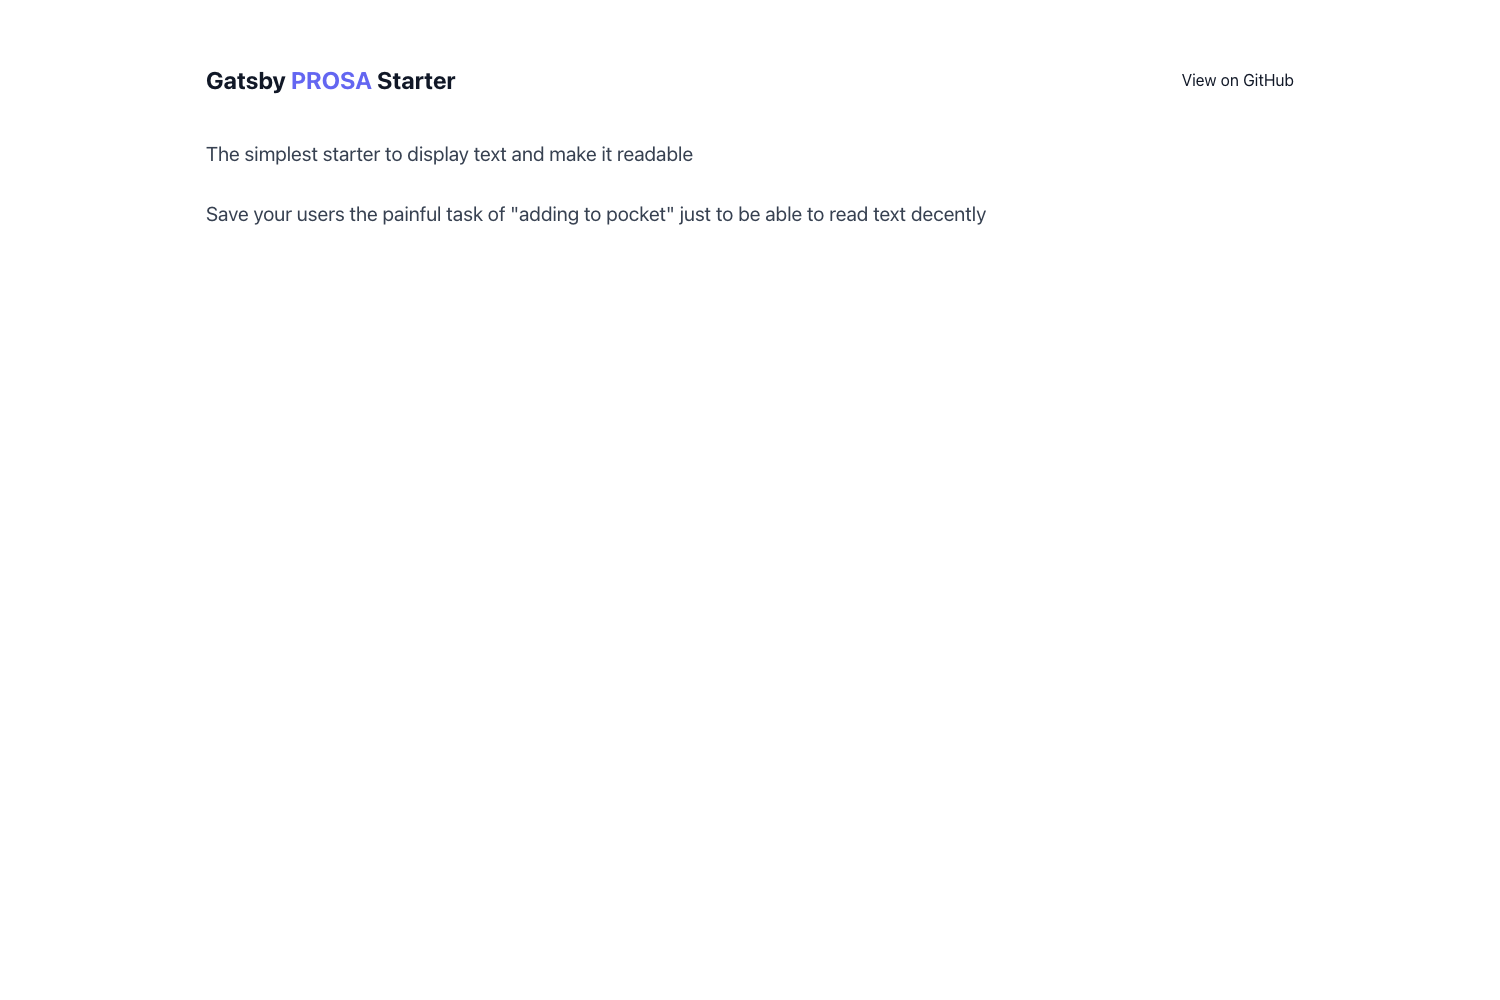 Gatsby PROSA Starter
View on GitHub
The simplest starter to display text and make it readable
Save your users the painful task of "adding to pocket" just to be able to read text decently